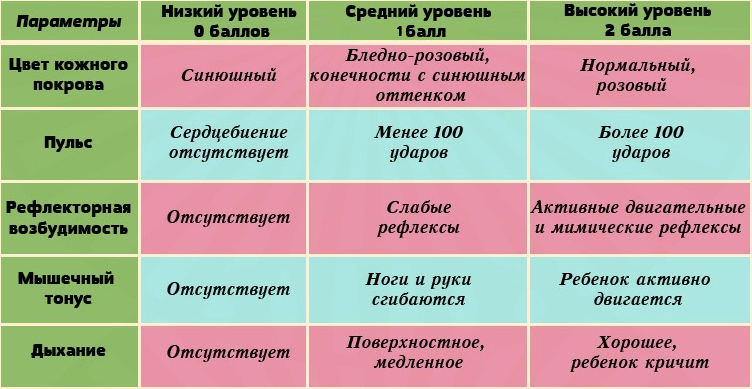 Параметры
Низкий уровень
0 баллов
Средний уровень
1балл
Высокий уровень
2 балла
Цвет кожного
покрова
Синюшный
Бледно-розовый,
конечности с синюшным
оттенком
Нормальный,
розовый
Пульс
Сердцебиение
отсутствует
Менее 100
ударов
Более 100
ударов
Рефлекторная
возбудимость
Отсутствует
Слабые
рефлексы
Активные двигательные
и мимические рефлексы
Мышечный
тонус
Отсутствует
Ноги и руки
сгибаются
Ребенок активно
двигается
Дыхание
Отсутствует
Поверхностное,
медленное
Хорошее,
ребенок кричит